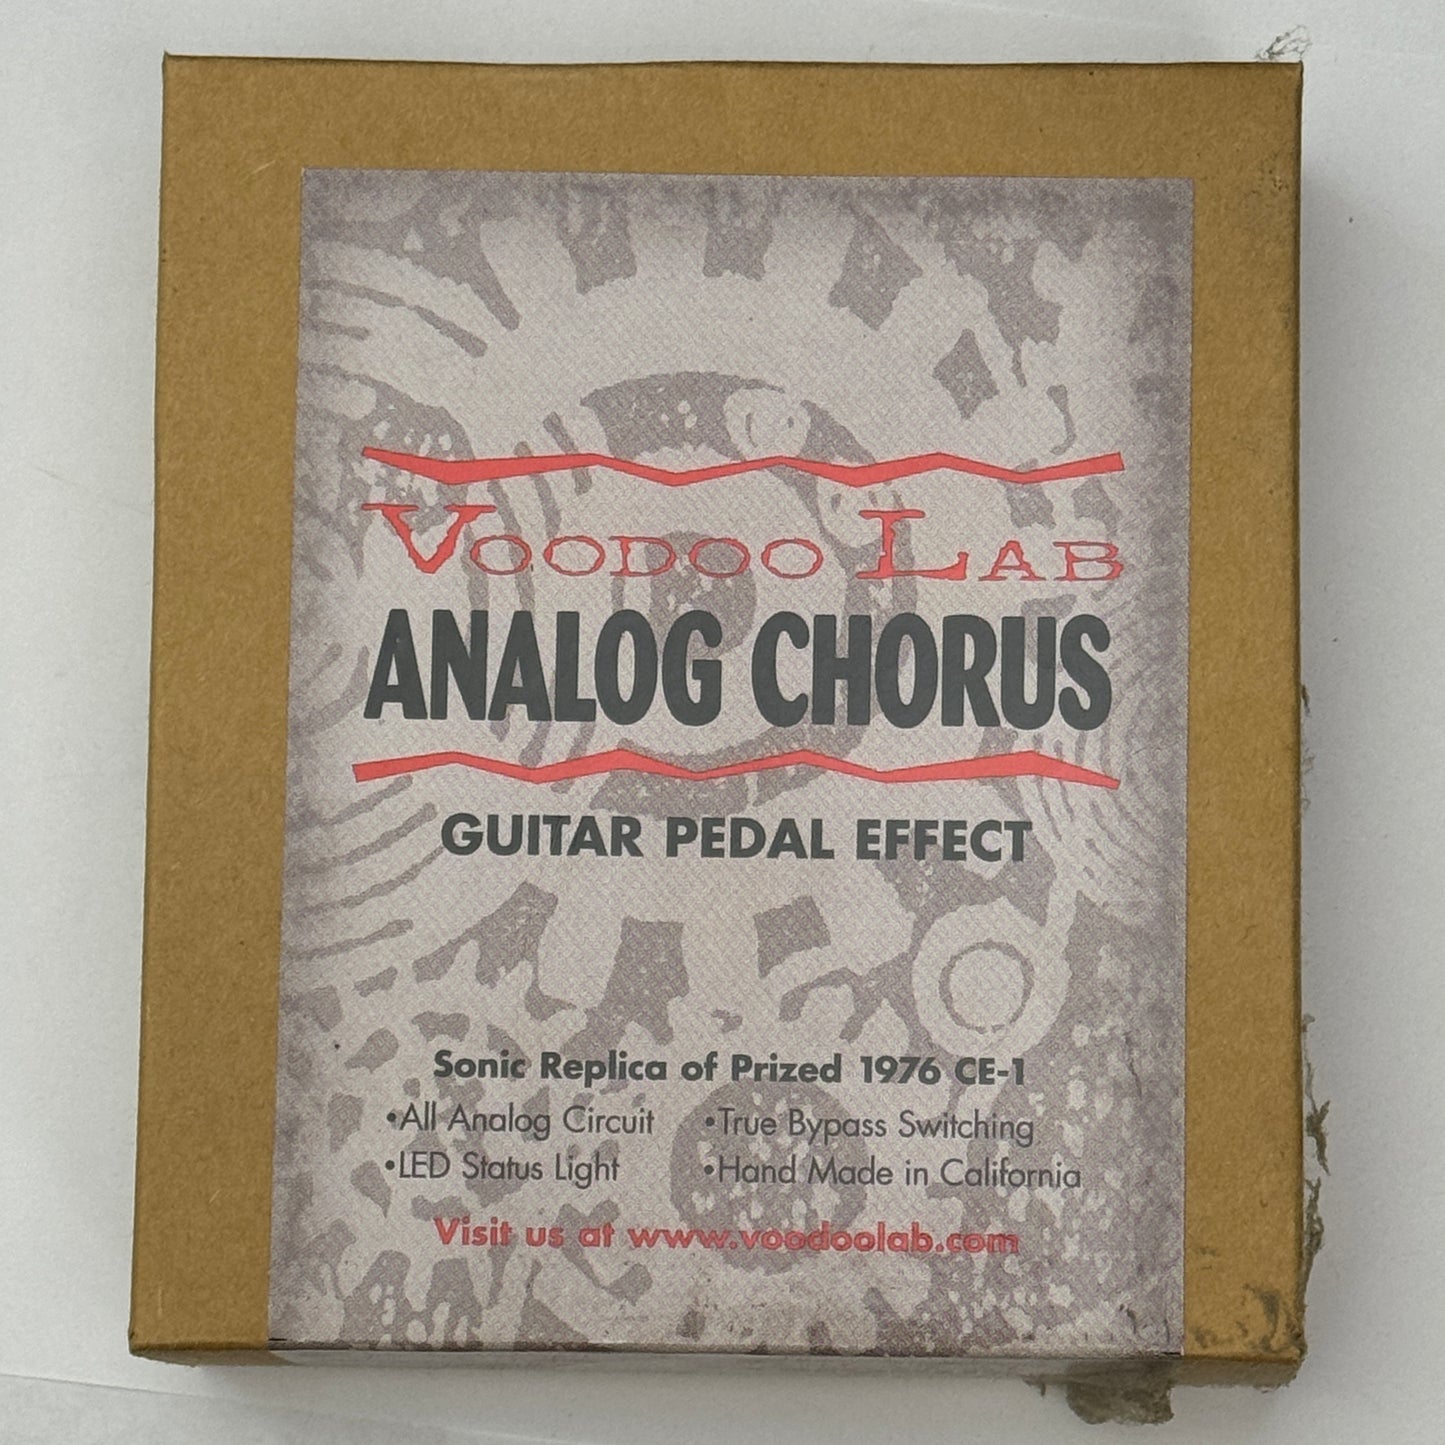 VOODOO LAB
ANALOG CHORUS
GUITAR PEDAL EFFECT
Sonic Replica of Prized 1976 CE-1
•All Analog Circuit •True Bypass Switching
•LED Status Light •Hand Made in California
Visit us at www.voodoolab.com